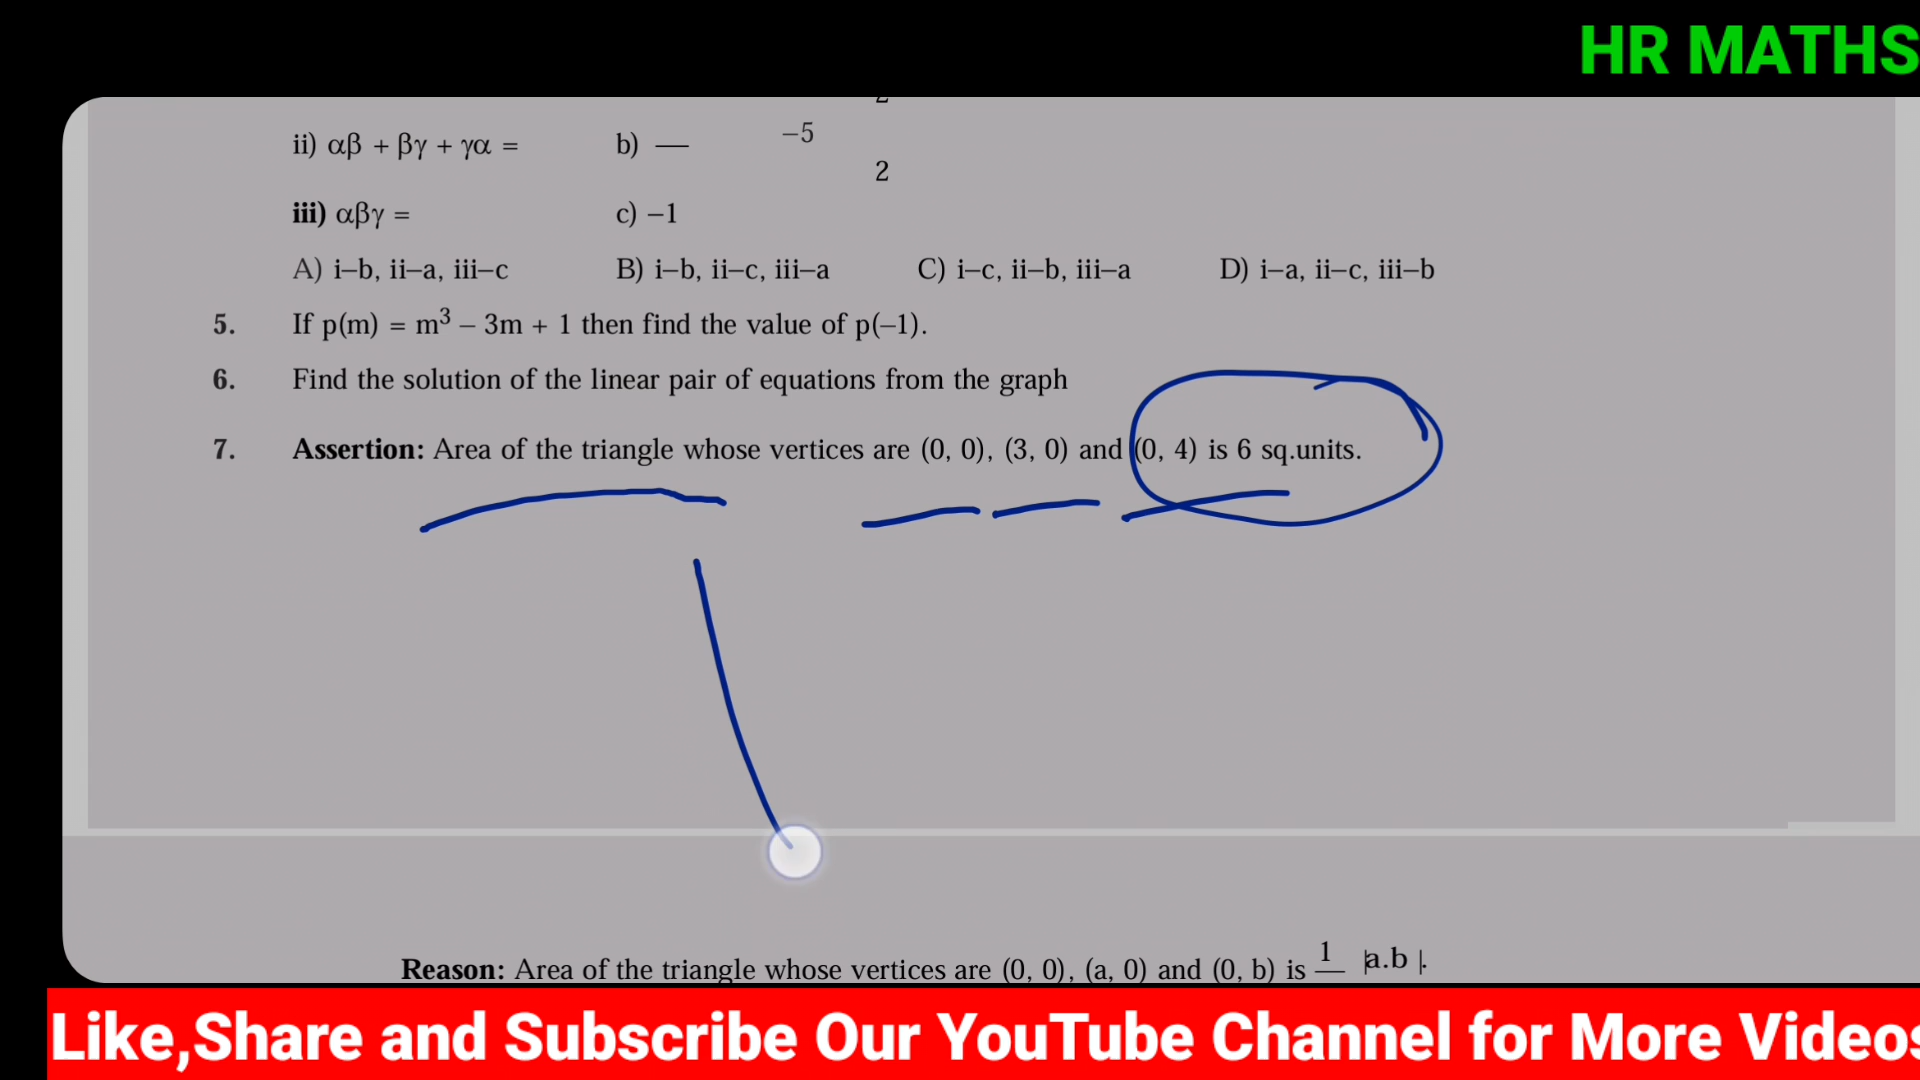 HR MATHS
2
ii) αβ + βγ + γα = b) — –5
2
iii) αβγ = c) –1
A) i–b, ii–a, iii–c B) i–b, ii–c, iii–a C) i–c, ii–b, iii–a D) i–a, ii–c, iii–b
5. If p(m) = m³ – 3m + 1 then find the value of p(–1).
6. Find the solution of the linear pair of equations from the graph
7. Assertion: Area of the triangle whose vertices are (0, 0), (3, 0) and (0, 4) is 6 sq.units.
Reason: Area of the triangle whose vertices are (0, 0), (a, 0) and (0, b) is 1 — |a.b |.
Like,Share and Subscribe Our YouTube Channel for More Videos